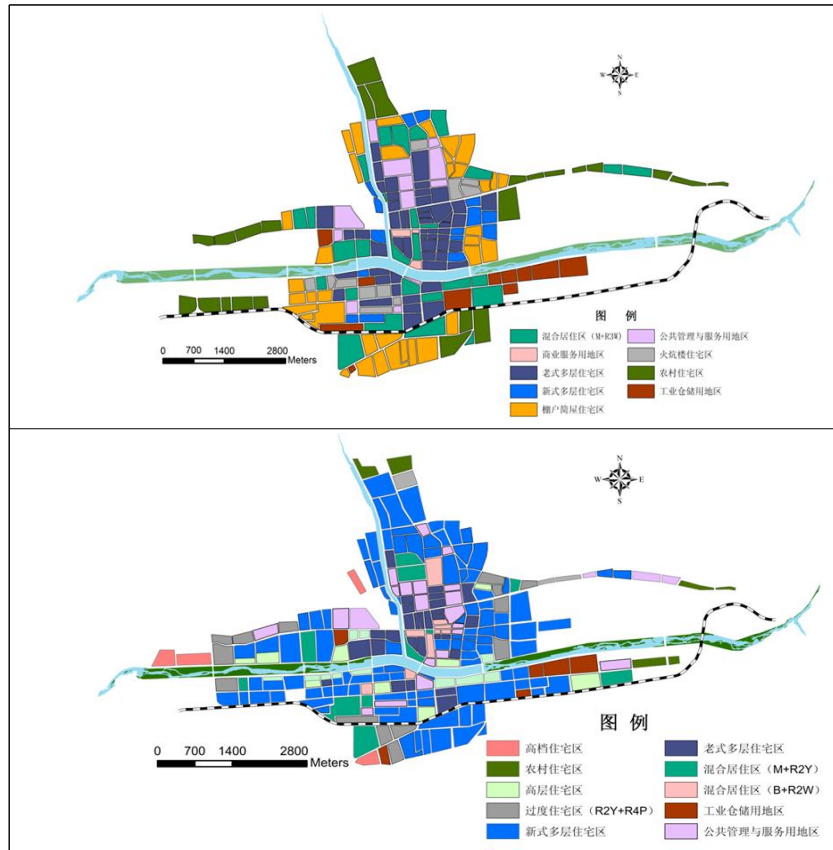 N
W E
S
图 例
混合居住区（M+R3W） 公共管理与服务用地区
商业服务用地区 火炕楼住宅区
老式多层住宅区 农村住宅区
新式多层住宅区 工业仓储用地区
棚户简屋住宅区
0 700 1400 2800
Meters
N
W E
S
图 例
高档住宅区 老式多层住宅区
农村住宅区 混合居住区（M+R2Y）
高层住宅区 混合居住区（B+R2W）
过度住宅区（R2Y+R4P） 工业仓储用地区
新式多层住宅区 公共管理与服务用地区
0 700 1400 2800
Meters